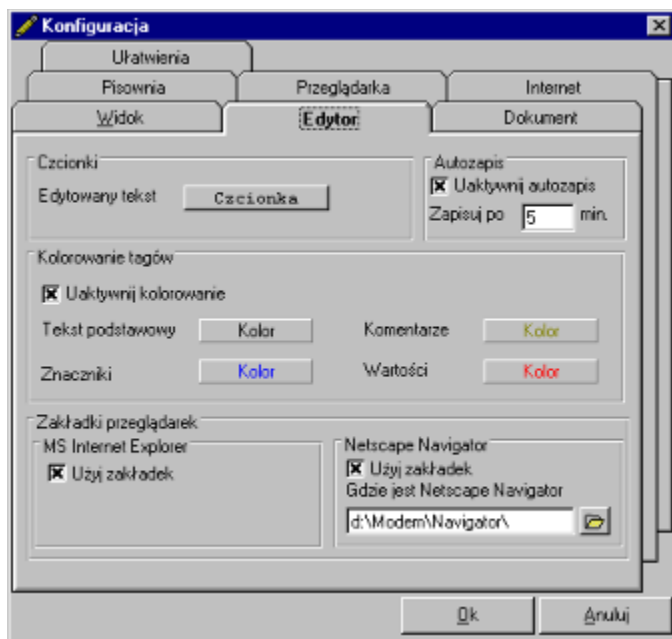 Konfiguracja
Ułatwienia
Pisownia Przeglądarka Internet
Widok Edytor Dokument
Czcionki
Edytowany tekst Czcionka
Autozapis
Uaktywnij autozapis
Zapisuj po 5 min.
Kolorowanie tagów
Uaktywnij kolorowanie
Tekst podstawowy Kolor Komentarze Kolor
Znaczniki Kolor Wartości Kolor
Zakładki przeglądarek
MS Internet Explorer
Użyj zakładek
Netscape Navigator
Użyj zakładek
Gdzie jest Netscape Navigator
d:\Modem\Navigator\
Ok Anuluj